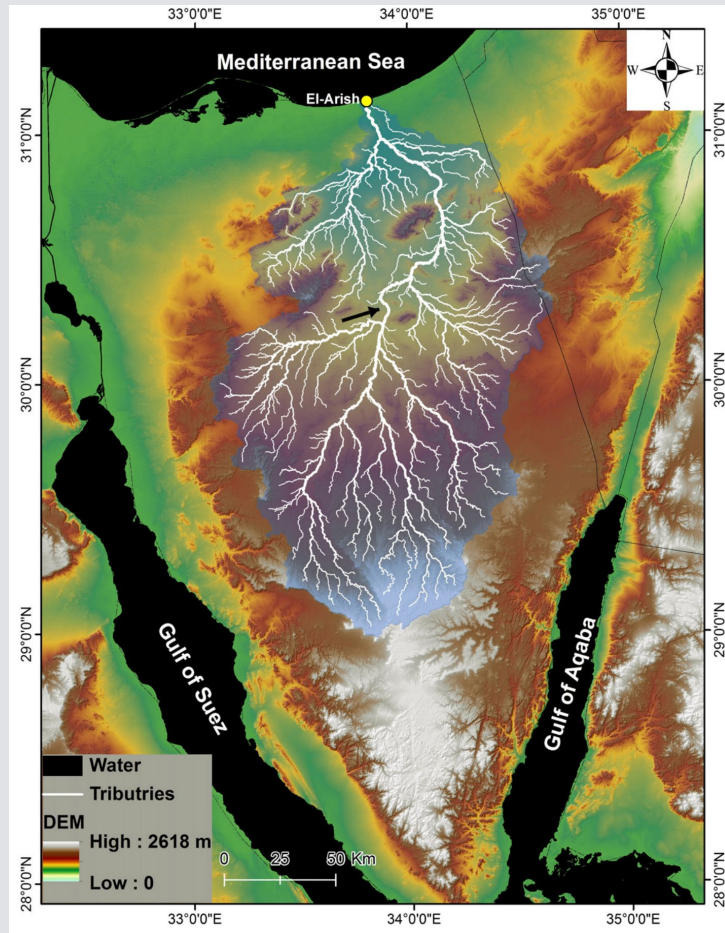 33°0'0"E 34°0'0"E 35°0'0"E
Mediterranean Sea
N
W E
S
El-Arish
31°0'0"N 31°0'0"N
30°0'0"N 30°0'0"N
29°0'0"N 29°0'0"N
28°0'0"N 28°0'0"N
Gulf of Suez
Gulf of Aqaba
Water
Tributries
DEM
High : 2618 m
Low : 0
0 25 50 Km
33°0'0"E 34°0'0"E 35°0'0"E